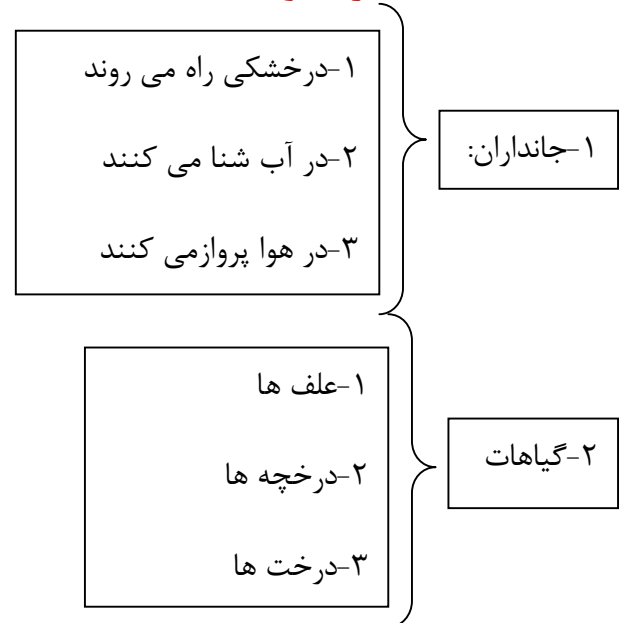 ۱-جانداران:
۱-درخشکی راه می روند
۲-در آب شنا می کنند
۳-در هوا پروازمی کنند
۲-گیاهات
۱-علف ها
۲-درخچه ها
۳-درخت ها